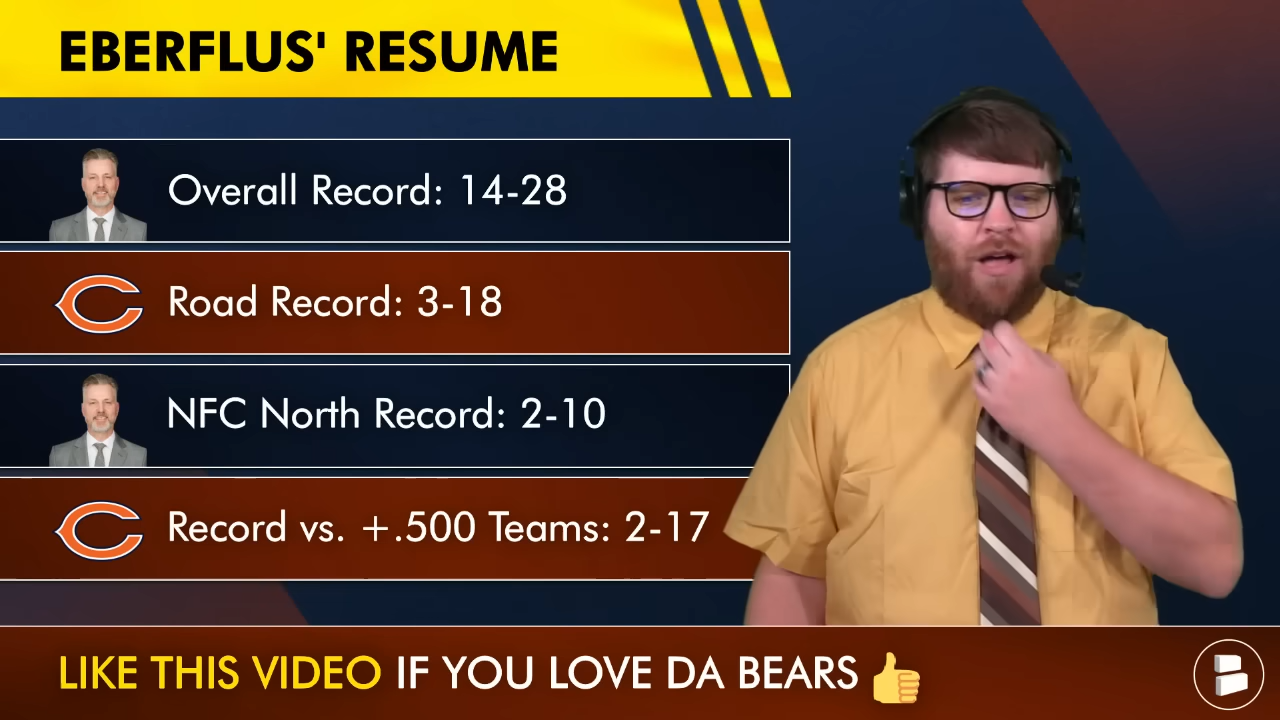 EBERFLUS' RESUME
Overall Record: 14-28
Road Record: 3-18
NFC North Record: 2-10
Record vs. +.500 Teams: 2-17
LIKE THIS VIDEO IF YOU LOVE DA BEARS